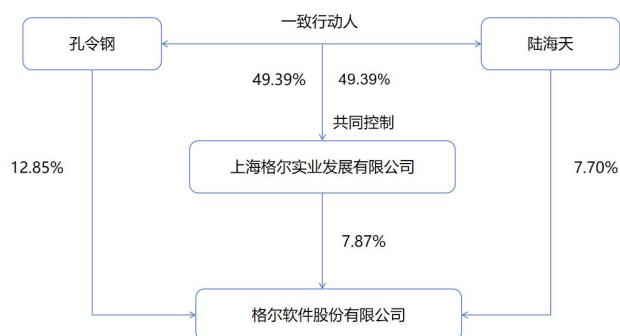 一致行动人
孔令钢
陆海天
49.39%
49.39%
共同控制
12.85%
上海格尔实业发展有限公司
7.70%
7.87%
格尔软件股份有限公司